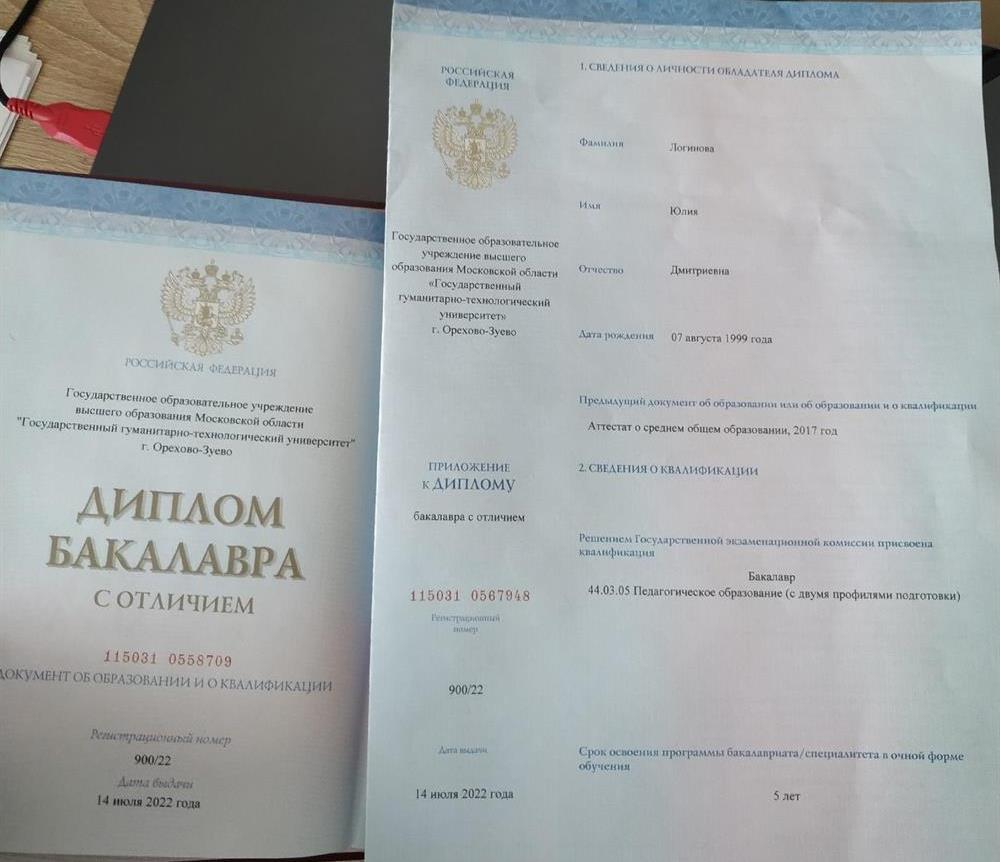 РОССИЙСКАЯ ФЕДЕРАЦИЯ
Государственное образовательное учреждение
высшего образования Московской области
"Государственный гуманитарно-технологический университет"
г. Орехово-Зуево
ДИПЛОМ
БАКАЛАВРА
С ОТЛИЧИЕМ
115031 0558709
ДОКУМЕНТ ОБ ОБРАЗОВАНИИ И О КВАЛИФИКАЦИИ
Регистрационный номер
900/22
Дата выдачи
14 июля 2022 года
РОССИЙСКАЯ
ФЕДЕРАЦИЯ
Государственное образовательное
учреждение высшего
образования Московской области
«Государственный
гуманитарно-технологический
университет»
г. Орехово-Зуево
ПРИЛОЖЕНИЕ
к ДИПЛОМУ
бакалавра с отличием
115031 0567948
Регистрационный
номер
900/22
Дата выдачи
14 июля 2022 года
1. СВЕДЕНИЯ О ЛИЧНОСТИ ОБЛАДАТЕЛЯ ДИПЛОМА
Фамилия Логинова
Имя Юлия
Отчество Дмитриевна
Дата рождения 07 августа 1999 года
Предыдущий документ об образовании или об образовании и о квалификации
Аттестат о среднем общем образовании, 2017 год
2. СВЕДЕНИЯ О КВАЛИФИКАЦИИ
Решением Государственной экзаменационной комиссии присвоена
квалификация
Бакалавр
44.03.05 Педагогическое образование (с двумя профилями подготовки)
Срок освоения программы бакалавриата/специалитета в очной форме
обучения
5 лет